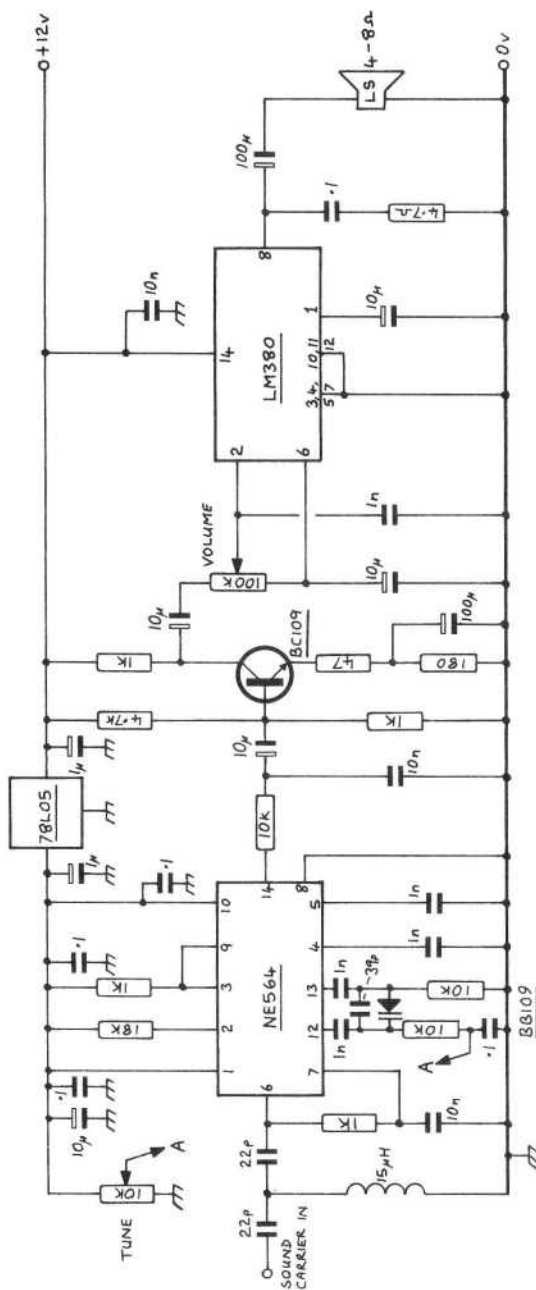 +12v
10K
TUNE
A
10µ
.1
18K
1K
.1
.1
1µ
78L05
1µ
4.7K
1K
10n
1
2
3
9
10
NE564
6
7
12
13
4
5
8
14
SOUND
CARRIER IN
22p
22p
15µH
1K
10n
1n
1n
39p
10K
10K
A
.1
BB109
1n
1n
10K
10µ
10n
1K
BC109
47
180
100µ
10µ
VOLUME
100K
10µ
1n
2
6
14
LM380
8
3,4,
5
7
10,11
12
1
10µ
100µ
.1
4.7Ω
LS
4-8Ω
0v